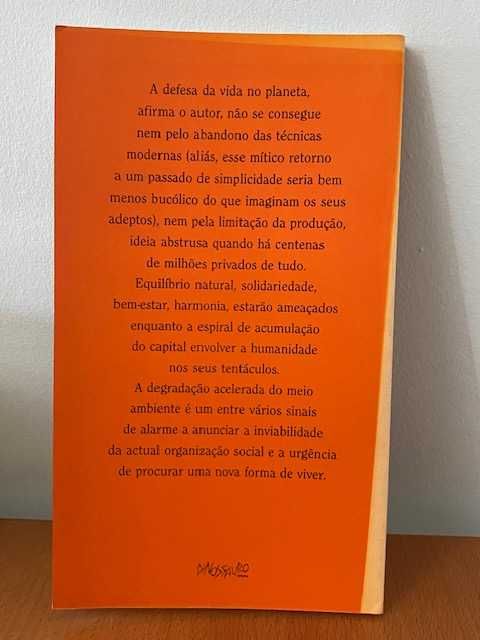 A defesa da vida no planeta,
afirma o autor, não se consegue
nem pelo abandono das técnicas
modernas (aliás, esse mítico retorno
a um passado de simplicidade seria bem
menos bucólico do que imaginam os seus
adeptos), nem pela limitação da produção,
ideia abstrusa quando há centenas
de milhões privados de tudo.
Equilíbrio natural, solidariedade,
bem-estar, harmonia, estarão ameaçados
enquanto a espiral de acumulação
do capital envolver a humanidade
nos seus tentáculos.
A degradação acelerada do meio
ambiente é um entre vários sinais
de alarme a anunciar a inviabilidade
da actual organização social e a urgência
de procurar uma nova forma de viver.
DINOSSAURO